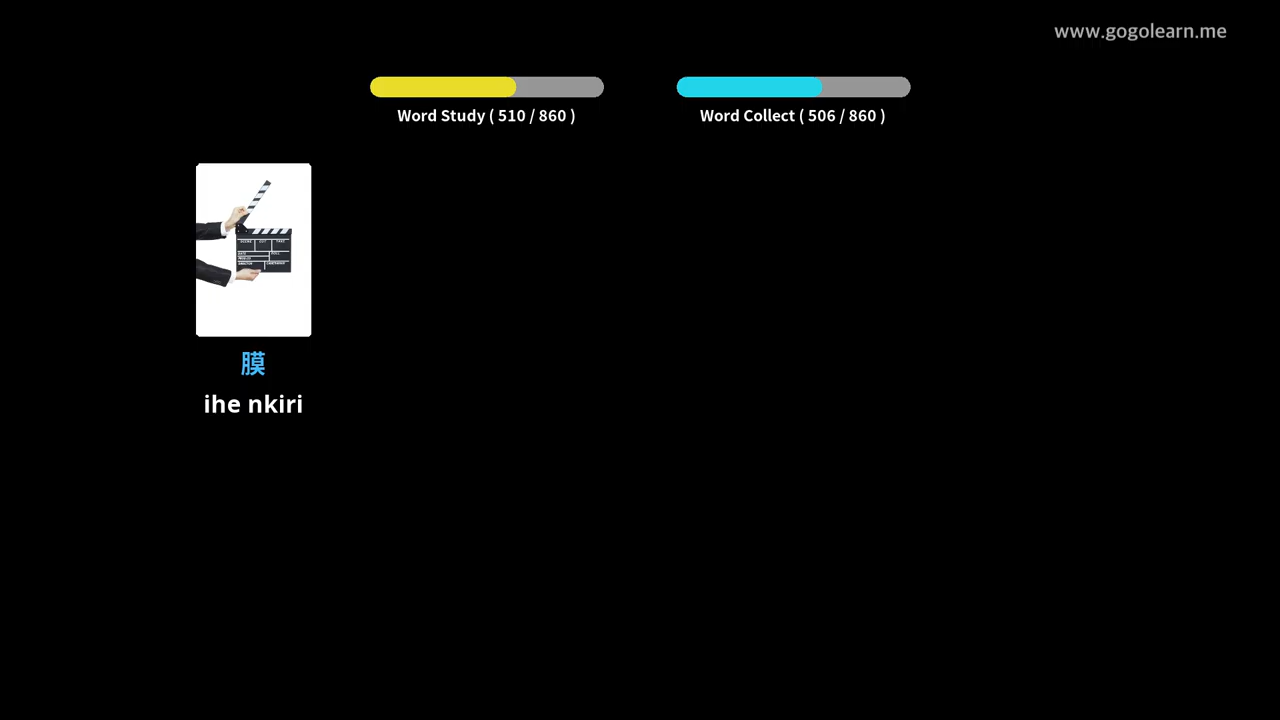 www.gogolearn.me
Word Study ( 510 / 860 )
Word Collect ( 506 / 860 )
膜
ihe nkiri